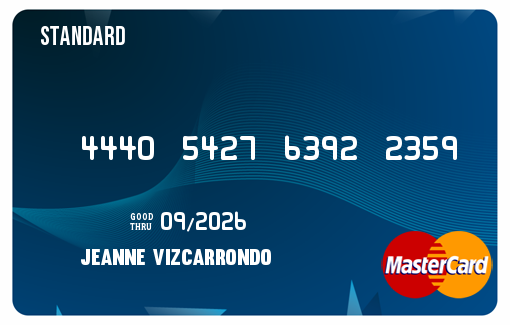 STANDARD
4440 5427 6392 2359
GOOD THRU 09/2026
JEANNE VIZCARRONDO
MasterCard